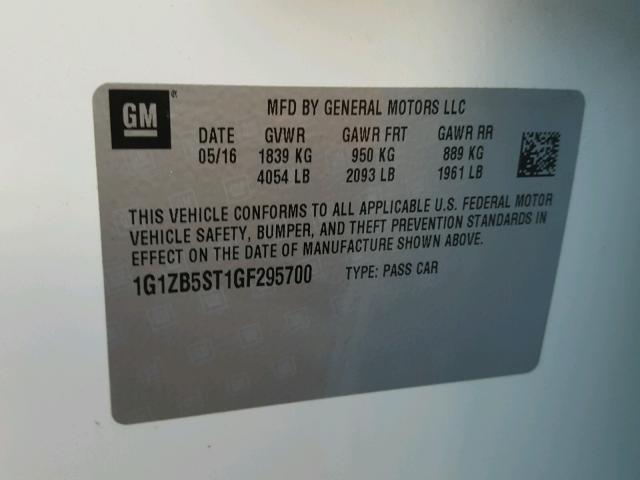 GM
MFD BY GENERAL MOTORS LLC
DATE GVWR GAWR FRT GAWR RR
05/16 1839 KG 950 KG 889 KG
4054 LB 2093 LB 1961 LB
THIS VEHICLE CONFORMS TO ALL APPLICABLE U.S. FEDERAL MOTOR
VEHICLE SAFETY, BUMPER, AND THEFT PREVENTION STANDARDS IN
EFFECT ON THE DATE OF MANUFACTURE SHOWN ABOVE.
1G1ZB5ST1GF295700 TYPE: PASS CAR